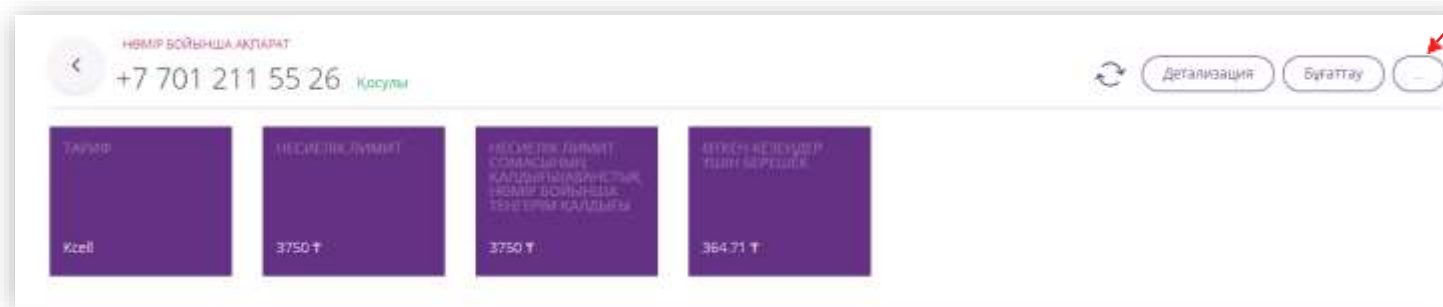 НӨМІР БОЙЫНША АҚПАРАТ
+7 701 211 55 26 Қосулы
Детализация
Бұғаттау
...
ТАРИФ
Kcell
НЕСИЕЛІК ЛИМИТ
3750 ₸
НЕСИЕЛІК ЛИМИТ
СОМАСЫНЫҢ
ҚАЛДЫҒЫ/АВАНСТЫҚ
НӨМІР БОЙЫНША
ТЕҢГЕРІМ ҚАЛДЫҒЫ
3750 ₸
ӨТКЕН КЕЗЕҢДЕР
ҮШІН БЕРЕШЕК
364.71 ₸